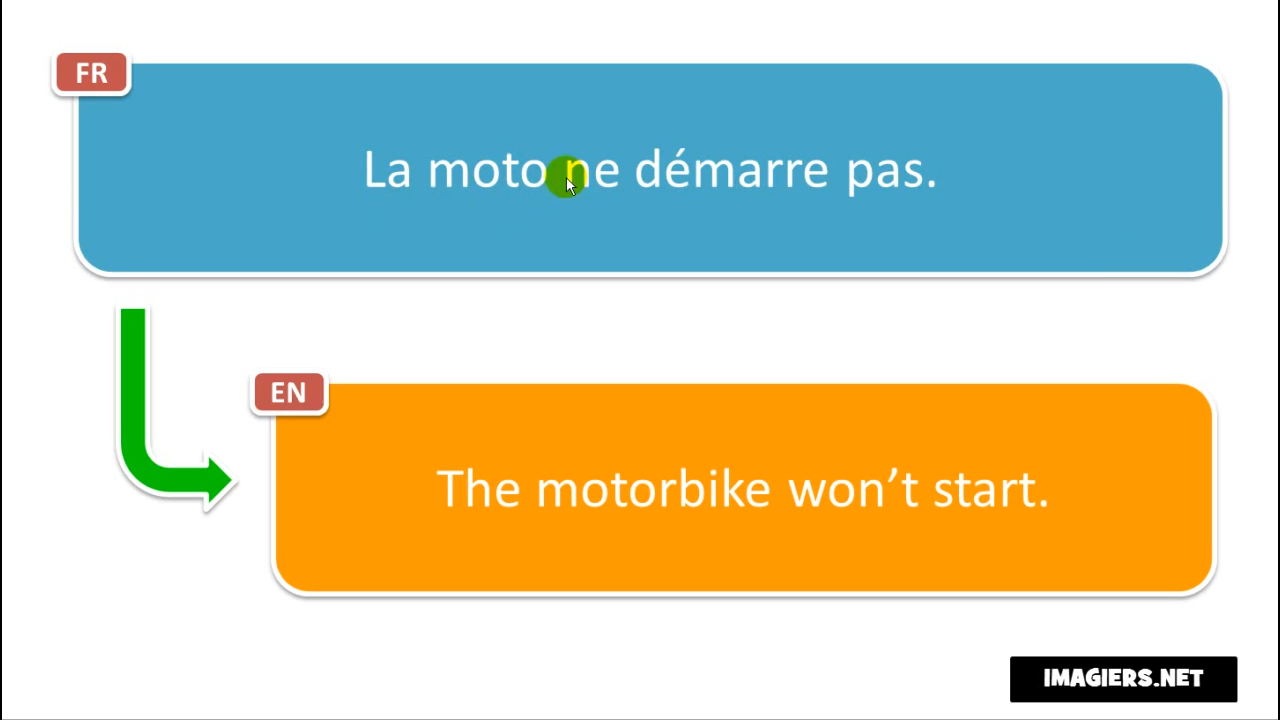 FR
La moto ne démarre pas.
EN
The motorbike won’t start.
IMAGIERS.NET